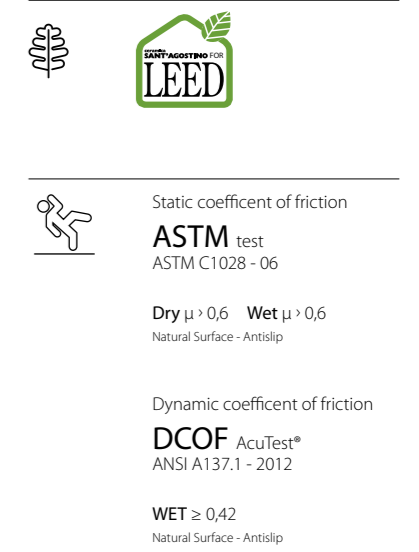 ceramica
SANT'AGOSTINO FOR
LEED
Static coefficent of friction
ASTM test
ASTM C1028 - 06
Dry µ › 0,6 Wet µ › 0,6
Natural Surface - Antislip
Dynamic coefficent of friction
DCOF AcuTest®
ANSI A137.1 - 2012
WET ≥ 0,42
Natural Surface - Antislip